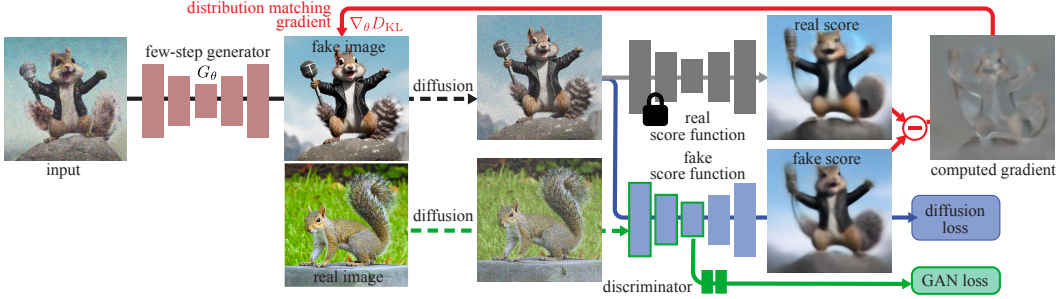 distribution matching
gradient
∇θ DKL
few-step generator
Gθ
input
fake image
diffusion
real image
diffusion
real
score function
fake
score function
discriminator
real score
fake score
computed gradient
diffusion
loss
GAN loss